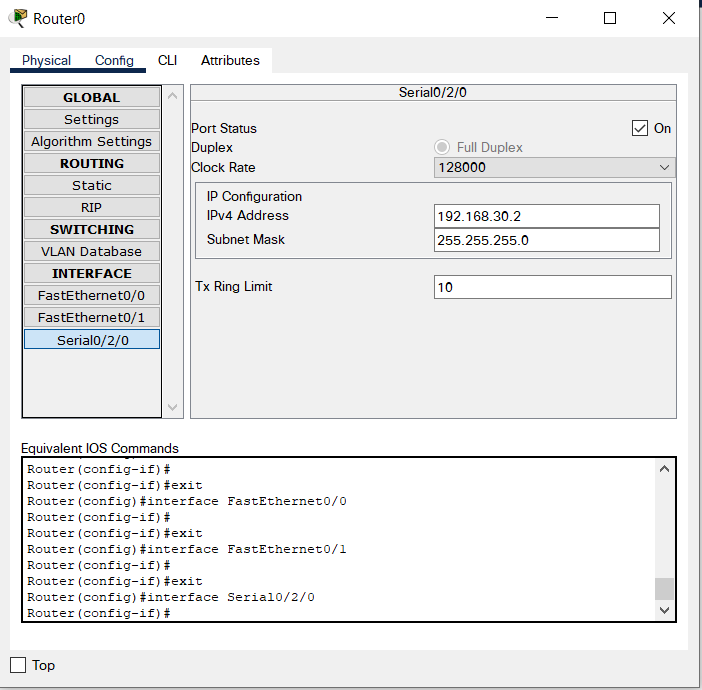 Router0
Physical Config CLI Attributes
GLOBAL
Settings
Algorithm Settings
ROUTING
Static
RIP
SWITCHING
VLAN Database
INTERFACE
FastEthernet0/0
FastEthernet0/1
Serial0/2/0
Serial0/2/0
Port Status On
Duplex Full Duplex
Clock Rate 128000
IP Configuration
IPv4 Address 192.168.30.2
Subnet Mask 255.255.255.0
Tx Ring Limit 10
Equivalent IOS Commands
Router(config-if)#
Router(config-if)#exit
Router(config)#interface FastEthernet0/0
Router(config-if)#
Router(config-if)#exit
Router(config)#interface FastEthernet0/1
Router(config-if)#
Router(config-if)#exit
Router(config)#interface Serial0/2/0
Router(config-if)#
Top